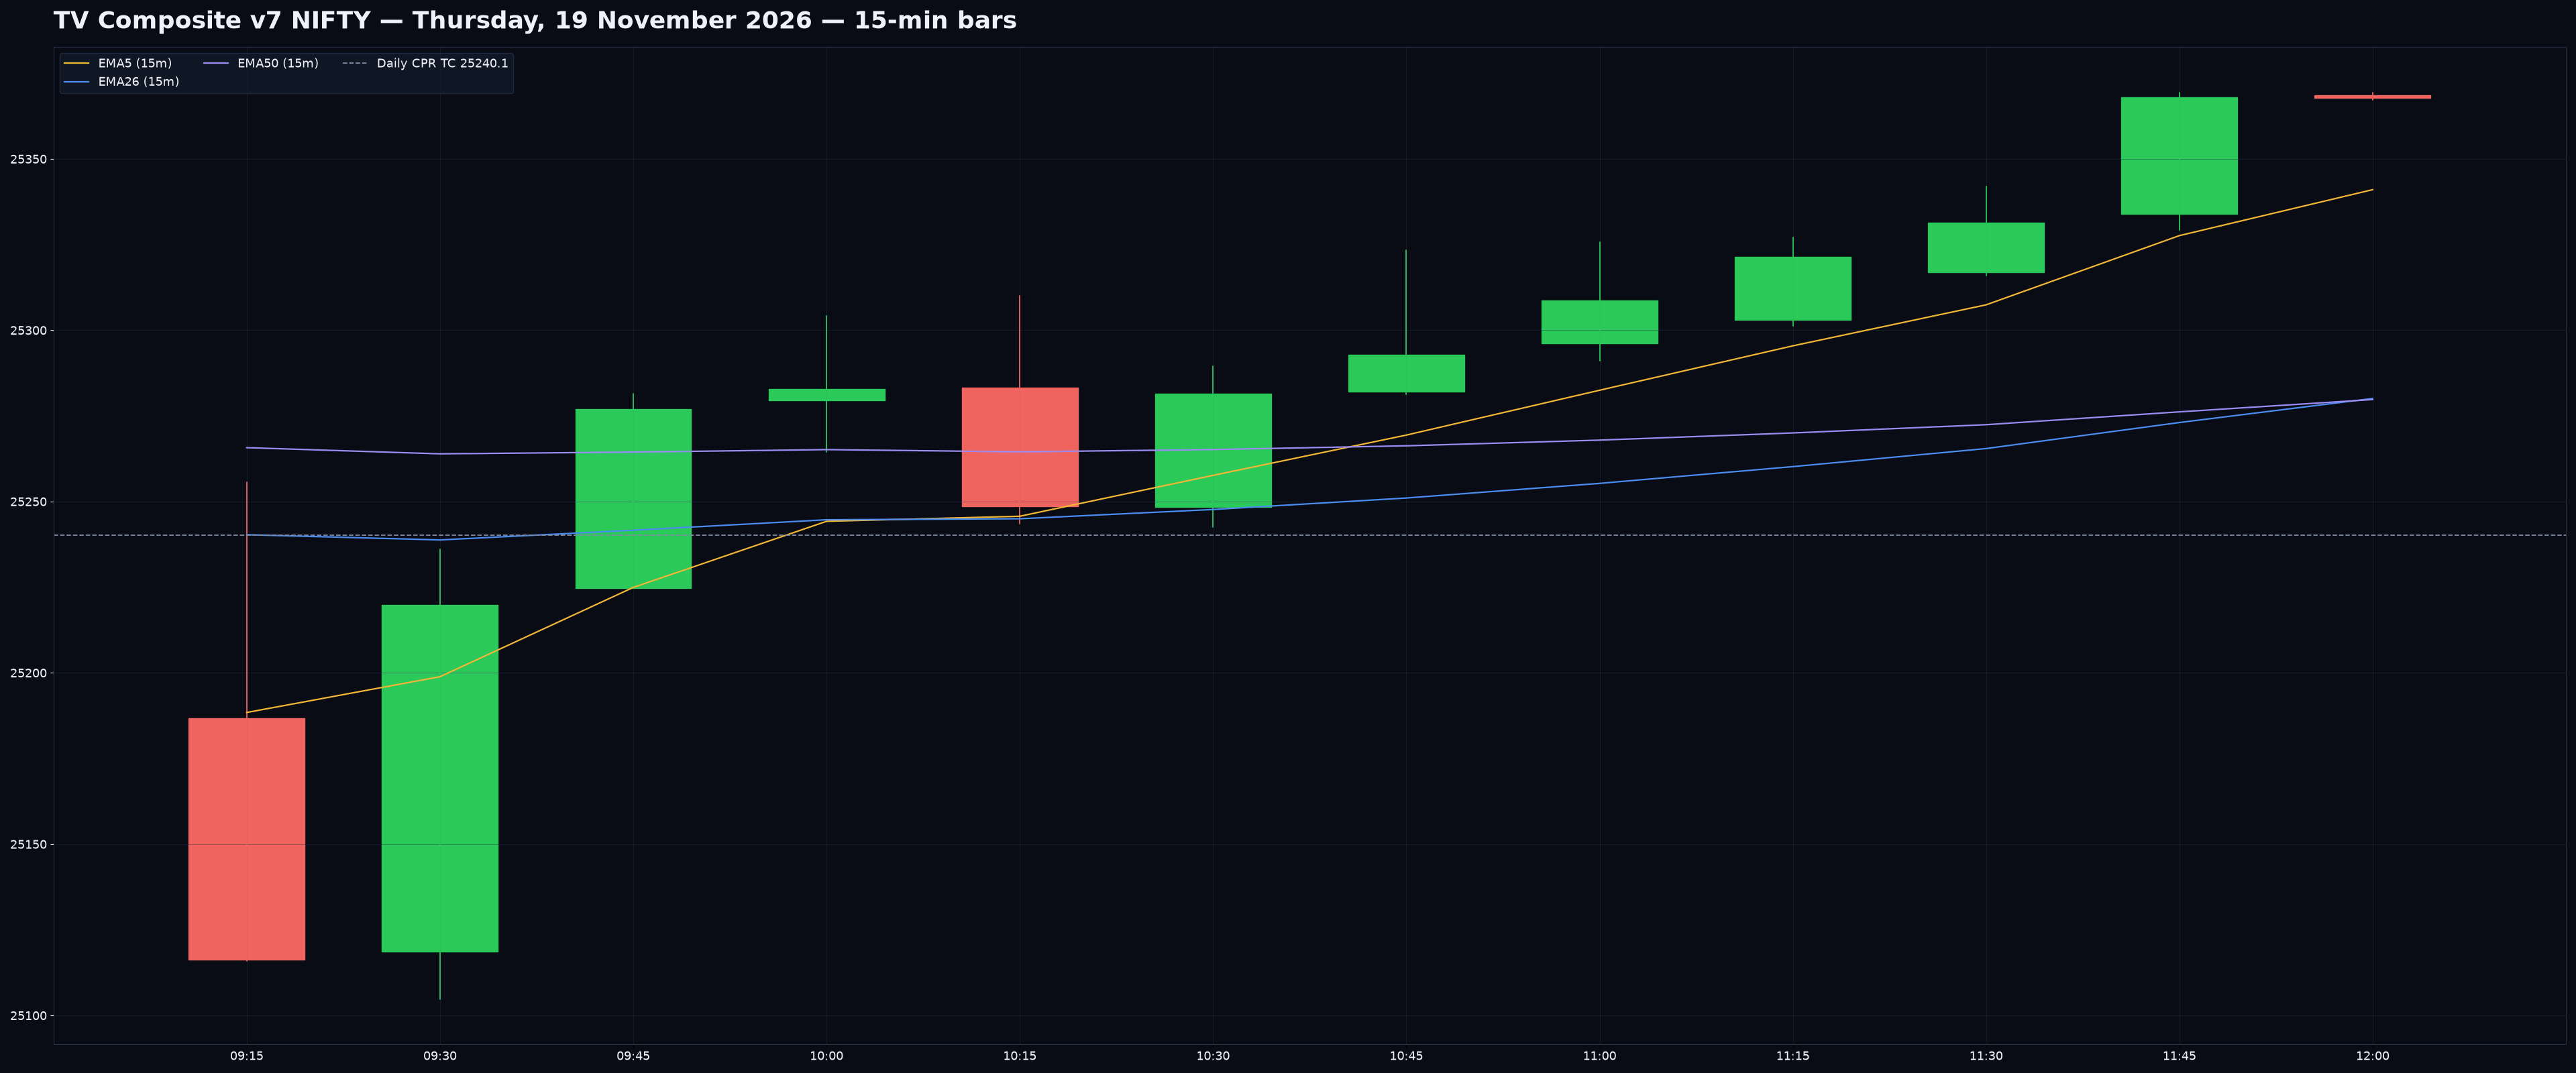 TV Composite v7 NIFTY — Thursday, 19 November 2026 — 15-min bars
EMA5 (15m)
EMA26 (15m)
EMA50 (15m)
Daily CPR TC 25240.1
25350
25300
25250
25200
25150
25100
09:15 09:30 09:45 10:00 10:15 10:30 10:45 11:00 11:15 11:30 11:45 12:00